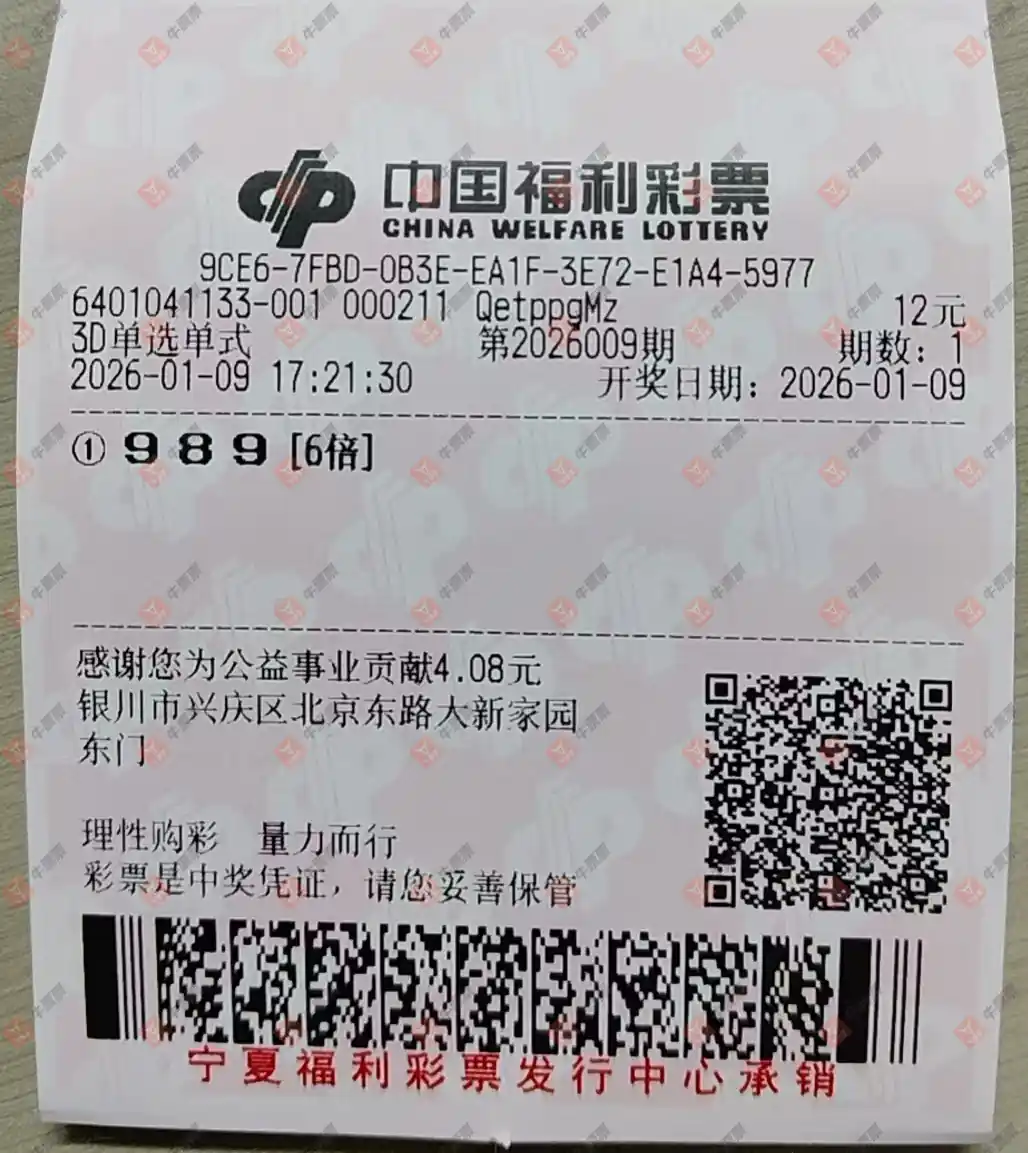 中国福利彩票
CHINA WELFARE LOTTERY
9CE6-7FBD-0B3E-EA1F-3E72-E1A4-5977
6401041133-001 000211 QetppgMz 12元
3D单选单式 第2026009期 期数: 1
2026-01-09 17:21:30 开奖日期: 2026-01-09
① 9 8 9 [6倍]
感谢您为公益事业贡献4.08元
银川市兴庆区北京东路大新家园
东门
理性购彩 量力而行
彩票是中奖凭证，请您妥善保管
宁夏福利彩票发行中心承销